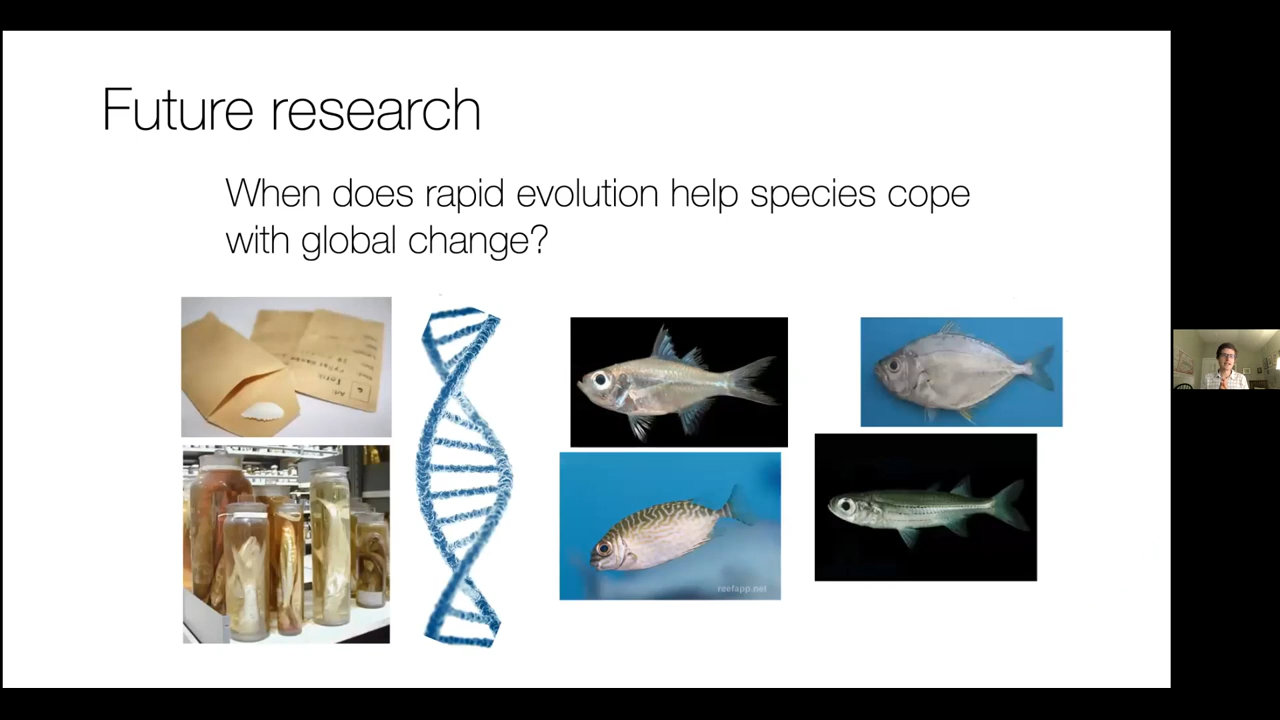 Future research
When does rapid evolution help species cope
with global change?
reefapp.net